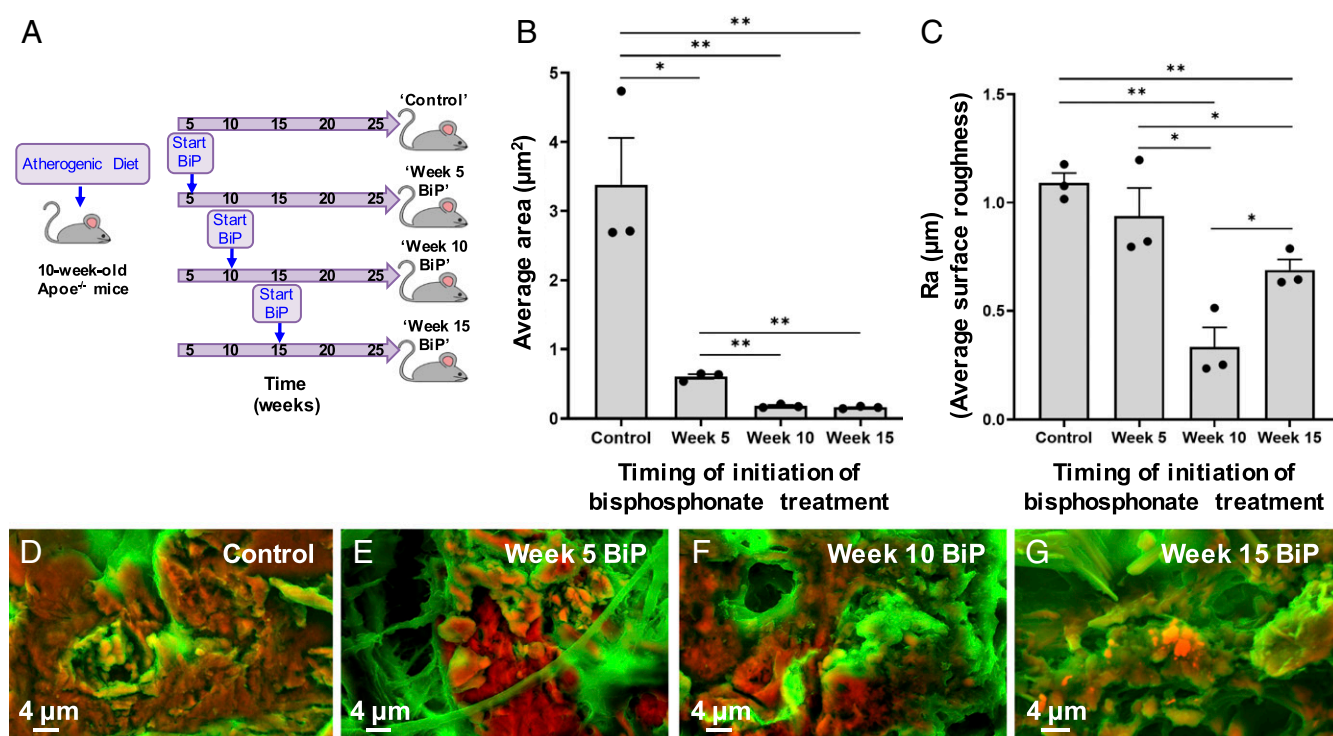 A
Atherogenic Diet
10-week-old
Apoe-/- mice
5 10 15 20 25
'Control'
Start
BiP
5 10 15 20 25
'Week 5
BiP'
Start
BiP
5 10 15 20 25
'Week 10
BiP'
Start
BiP
5 10 15 20 25
'Week 15
BiP'
Time
(weeks)
B
**
**
*
**
**
Average area (µm²)
5
4
3
2
1
0
Control Week 5 Week 10 Week 15
Timing of initiation of
bisphosphonate treatment
C
**
**
*
*
*
Ra (µm)
(Average surface roughness)
1.5
1.0
0.5
0.0
Control Week 5 Week 10 Week 15
Timing of initiation of
bisphosphonate treatment
D Control
4 µm
E Week 5 BiP
4 µm
F Week 10 BiP
4 µm
G Week 15 BiP
4 µm